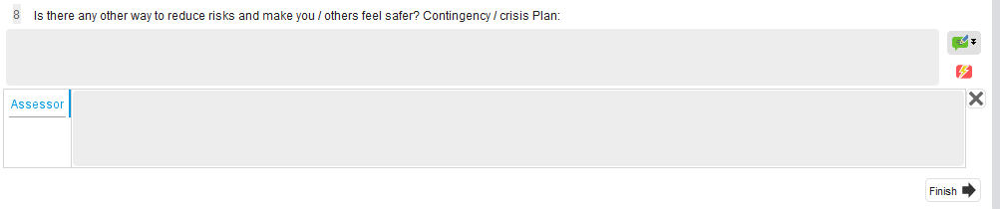 8 Is there any other way to reduce risks and make you / others feel safer? Contingency / crisis Plan:
Assessor
Finish